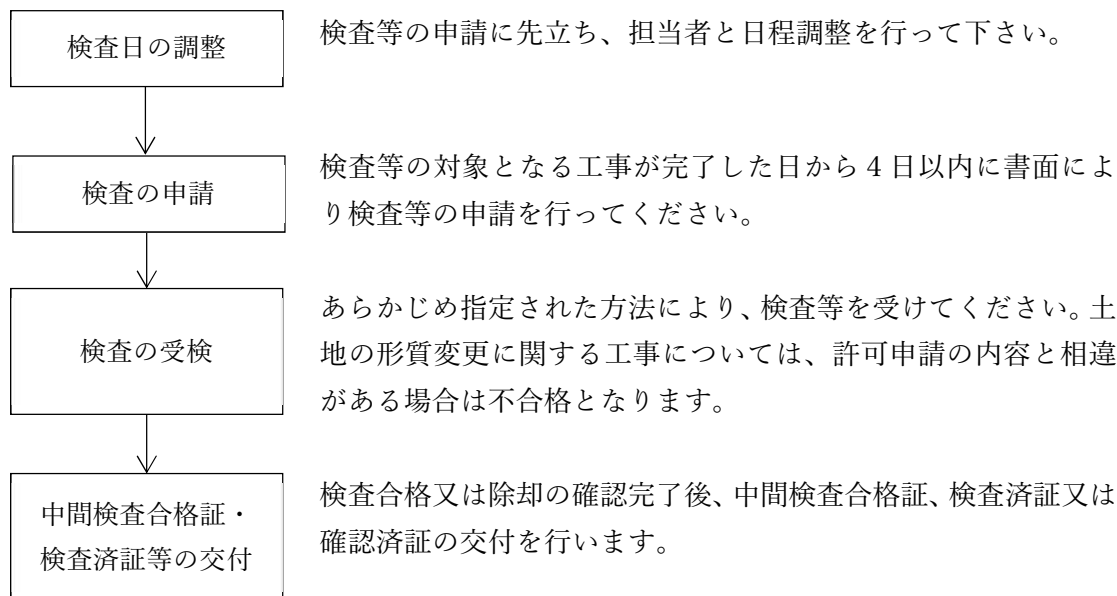 検査日の調整
検査等の申請に先立ち、担当者と日程調整を行って下さい。
検査の申請
検査等の対象となる工事が完了した日から４日以内に書面によ
り検査等の申請を行ってください。
検査の受検
あらかじめ指定された方法により、検査等を受けてください。土
地の形質変更に関する工事については、許可申請の内容と相違
がある場合は不合格となります。
中間検査合格証・
検査済証等の交付
検査合格又は除却の確認完了後、中間検査合格証、検査済証又は
確認済証の交付を行います。